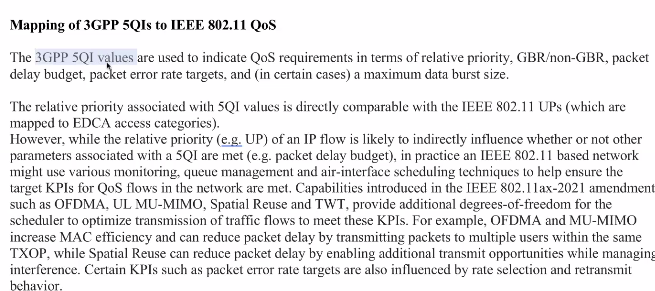 Mapping of 3GPP 5QIs to IEEE 802.11 QoS
The 3GPP 5QI values are used to indicate QoS requirements in terms of relative priority, GBR/non-GBR, packet
delay budget, packet error rate targets, and (in certain cases) a maximum data burst size.
The relative priority associated with 5QI values is directly comparable with the IEEE 802.11 UPs (which are
mapped to EDCA access categories).
However, while the relative priority (e.g. UP) of an IP flow is likely to indirectly influence whether or not other
parameters associated with a 5QI are met (e.g. packet delay budget), in practice an IEEE 802.11 based network
might use various monitoring, queue management and air-interface scheduling techniques to help ensure the
target KPIs for QoS flows in the network are met. Capabilities introduced in the IEEE 802.11ax-2021 amendment
such as OFDMA, UL MU-MIMO, Spatial Reuse and TWT, provide additional degrees-of-freedom for the
scheduler to optimize transmission of traffic flows to meet these KPIs. For example, OFDMA and MU-MIMO
increase MAC efficiency and can reduce packet delay by transmitting packets to multiple users within the same
TXOP, while Spatial Reuse can reduce packet delay by enabling additional transmit opportunities while managing
interference. Certain KPIs such as packet error rate targets are also influenced by rate selection and retransmit
behavior.